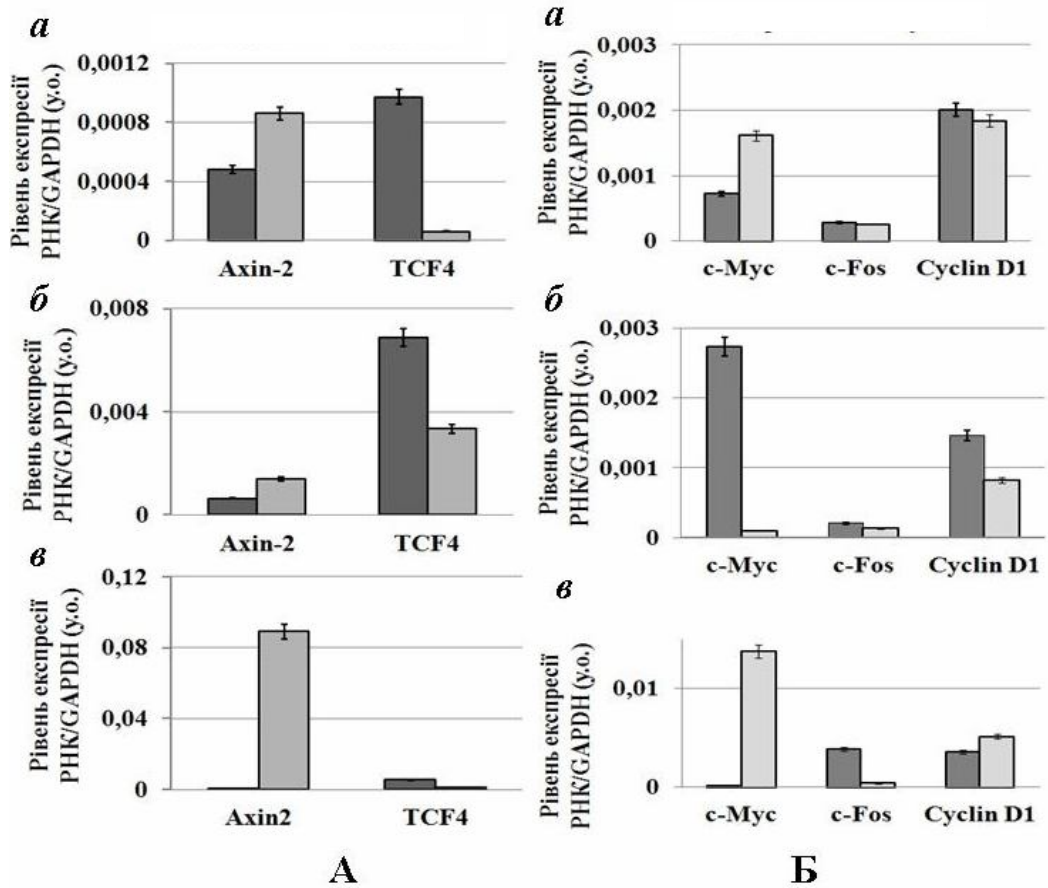 а
Рівень експресії
РНК/GAPDH (у.о.)
0,0012
0,0008
0,0004
0
Axin-2 TCF4
б
Рівень експресії
РНК/GAPDH (у.о.)
0,008
0,004
0
Axin-2 TCF4
в
Рівень експресії
РНК/GAPDH (у.о.)
0,12
0,08
0,04
0
Axin2 TCF4
А
а
Рівень експресії
РНК/GAPDH (у.о.)
0,003
0,002
0,001
0
c-Myc c-Fos Cyclin D1
б
Рівень експресії
РНК/GAPDH (у.о.)
0,003
0,002
0,001
0
c-Myc c-Fos Cyclin D1
в
Рівень експресії
РНК/GAPDH (у.о.)
0,01
0
c-Myc c-Fos Cyclin D1
Б